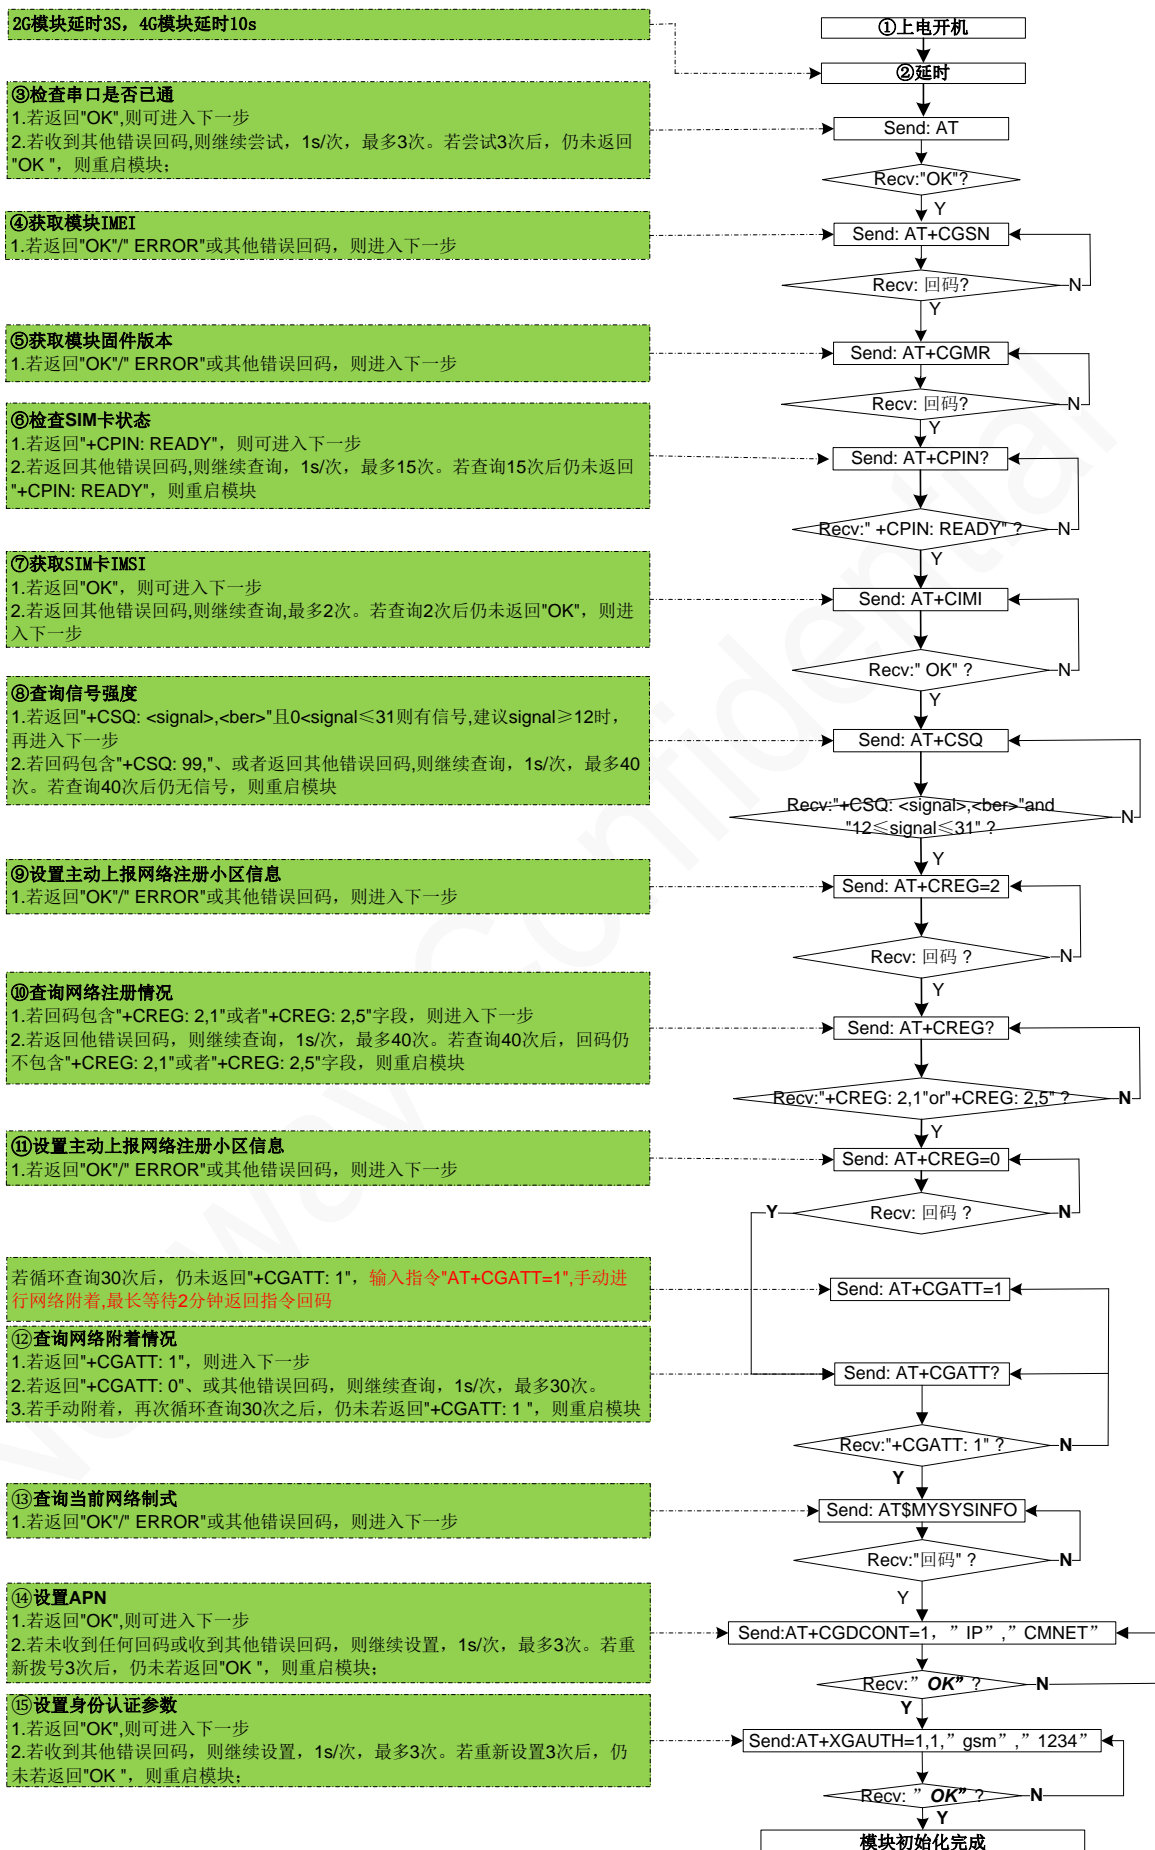 2G模块延时3S，4G模块延时10s
①上电开机
②延时
③检查串口是否已通
1.若返回"OK",则可进入下一步
2.若收到其他错误回码,则继续尝试，1s/次，最多3次。若尝试3次后，仍未返回
"OK "，则重启模块；
Send: AT
Recv:"OK"?
Y
④获取模块IMEI
1.若返回"OK"/" ERROR"或其他错误回码，则进入下一步
Send: AT+CGSN
Recv: 回码?
N
Y
⑤获取模块固件版本
1.若返回"OK"/" ERROR"或其他错误回码，则进入下一步
Send: AT+CGMR
Recv: 回码?
N
Y
⑥检查SIM卡状态
1.若返回"+CPIN: READY"，则可进入下一步
2.若返回其他错误回码,则继续查询，1s/次，最多15次。若查询15次后仍未返回
"+CPIN: READY"，则重启模块
Send: AT+CPIN?
Recv:" +CPIN: READY" ?
N
Y
⑦获取SIM卡IMSI
1.若返回"OK"，则可进入下一步
2.若返回其他错误回码,则继续查询,最多2次。若查询2次后仍未返回"OK"，则进
入下一步
Send: AT+CIMI
Recv:" OK" ?
N
Y
⑧查询信号强度
1.若返回"+CSQ: <signal>,<ber>"且0<signal≤31则有信号,建议signal≥12时，
再进入下一步
2.若回码包含"+CSQ: 99,"、或者返回其他错误回码,则继续查询，1s/次，最多40
次。若查询40次后仍无信号，则重启模块
Send: AT+CSQ
Recv:"+CSQ: <signal>,<ber>"and
"12≤signal≤31" ?
N
Y
⑨设置主动上报网络注册小区信息
1.若返回"OK"/" ERROR"或其他错误回码，则进入下一步
Send: AT+CREG=2
Recv: 回码 ?
N
Y
⑩查询网络注册情况
1.若回码包含"+CREG: 2,1"或者"+CREG: 2,5"字段，则进入下一步
2.若返回他错误回码，则继续查询，1s/次，最多40次。若查询40次后，回码仍
不包含"+CREG: 2,1"或者"+CREG: 2,5"字段，则重启模块
Send: AT+CREG?
Recv:"+CREG: 2,1"or"+CREG: 2,5" ?
N
Y
⑪设置主动上报网络注册小区信息
1.若返回"OK"/" ERROR"或其他错误回码，则进入下一步
Send: AT+CREG=0
Y
Recv: 回码 ?
N
若循环查询30次后，仍未返回"+CGATT: 1"，输入指令"AT+CGATT=1",手动进
行网络附着,最长等待2分钟返回指令回码
Send: AT+CGATT=1
⑫查询网络附着情况
1.若返回"+CGATT: 1"，则进入下一步
2.若返回"+CGATT: 0"、或其他错误回码，则继续查询，1s/次，最多30次。
3.若手动附着，再次循环查询30次之后，仍未若返回"+CGATT: 1 "，则重启模块
Send: AT+CGATT?
Recv:"+CGATT: 1" ?
N
Y
⑬查询当前网络制式
1.若返回"OK"/" ERROR"或其他错误回码，则进入下一步
Send: AT$MYSYSINFO
Recv:"回码" ?
N
Y
⑭设置APN
1.若返回"OK",则可进入下一步
2.若未收到任何回码或收到其他错误回码，则继续设置，1s/次，最多3次。若重
新拨号3次后，仍未若返回"OK "，则重启模块；
Send:AT+CGDCONT=1，”IP”,”CMNET”
Recv:”OK” ?
N
Y
⑮设置身份认证参数
1.若返回"OK",则可进入下一步
2.若收到其他错误回码，则继续设置，1s/次，最多3次。若重新设置3次后，仍
未若返回"OK "，则重启模块；
Send:AT+XGAUTH=1,1,”gsm”,”1234”
Recv: ”OK” ?
N
Y
模块初始化完成
Neoway Confidential